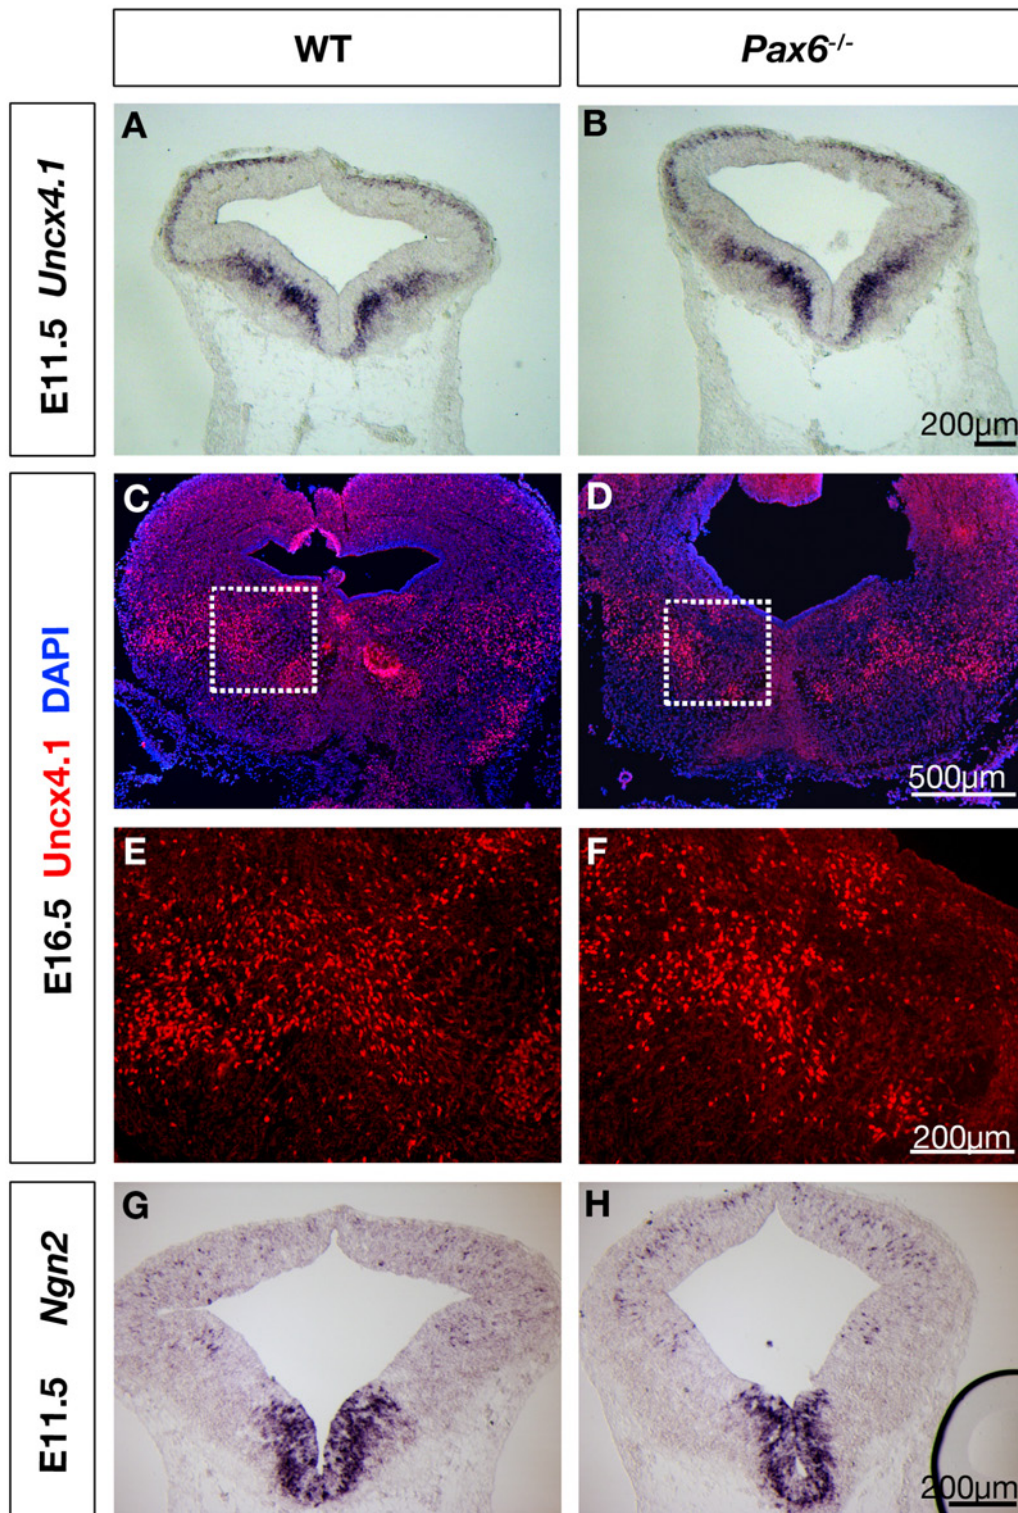 WT
Pax6-/-
E11.5 Uncx4.1
A
B
200µm
E16.5 Uncx4.1 DAPI
C
D
500µm
E
F
200µm
E11.5 Ngn2
G
H
200µm